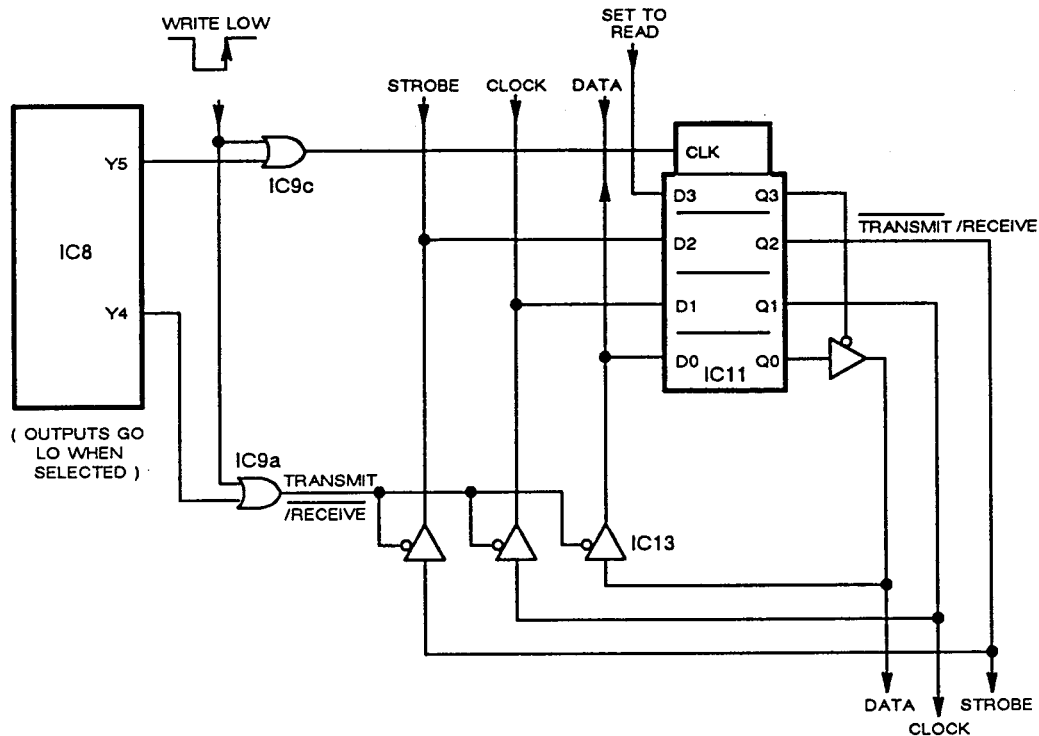 WRITE LOW
SET TO
READ
STROBE
CLOCK
DATA
Y5
IC9c
CLK
D3
Q3
TRANSMIT /RECEIVE
IC8
D2
Q2
Y4
D1
Q1
D0
IC11
Q0
( OUTPUTS GO
LO WHEN
SELECTED )
IC9a
TRANSMIT
/RECEIVE
IC13
DATA
STROBE
CLOCK